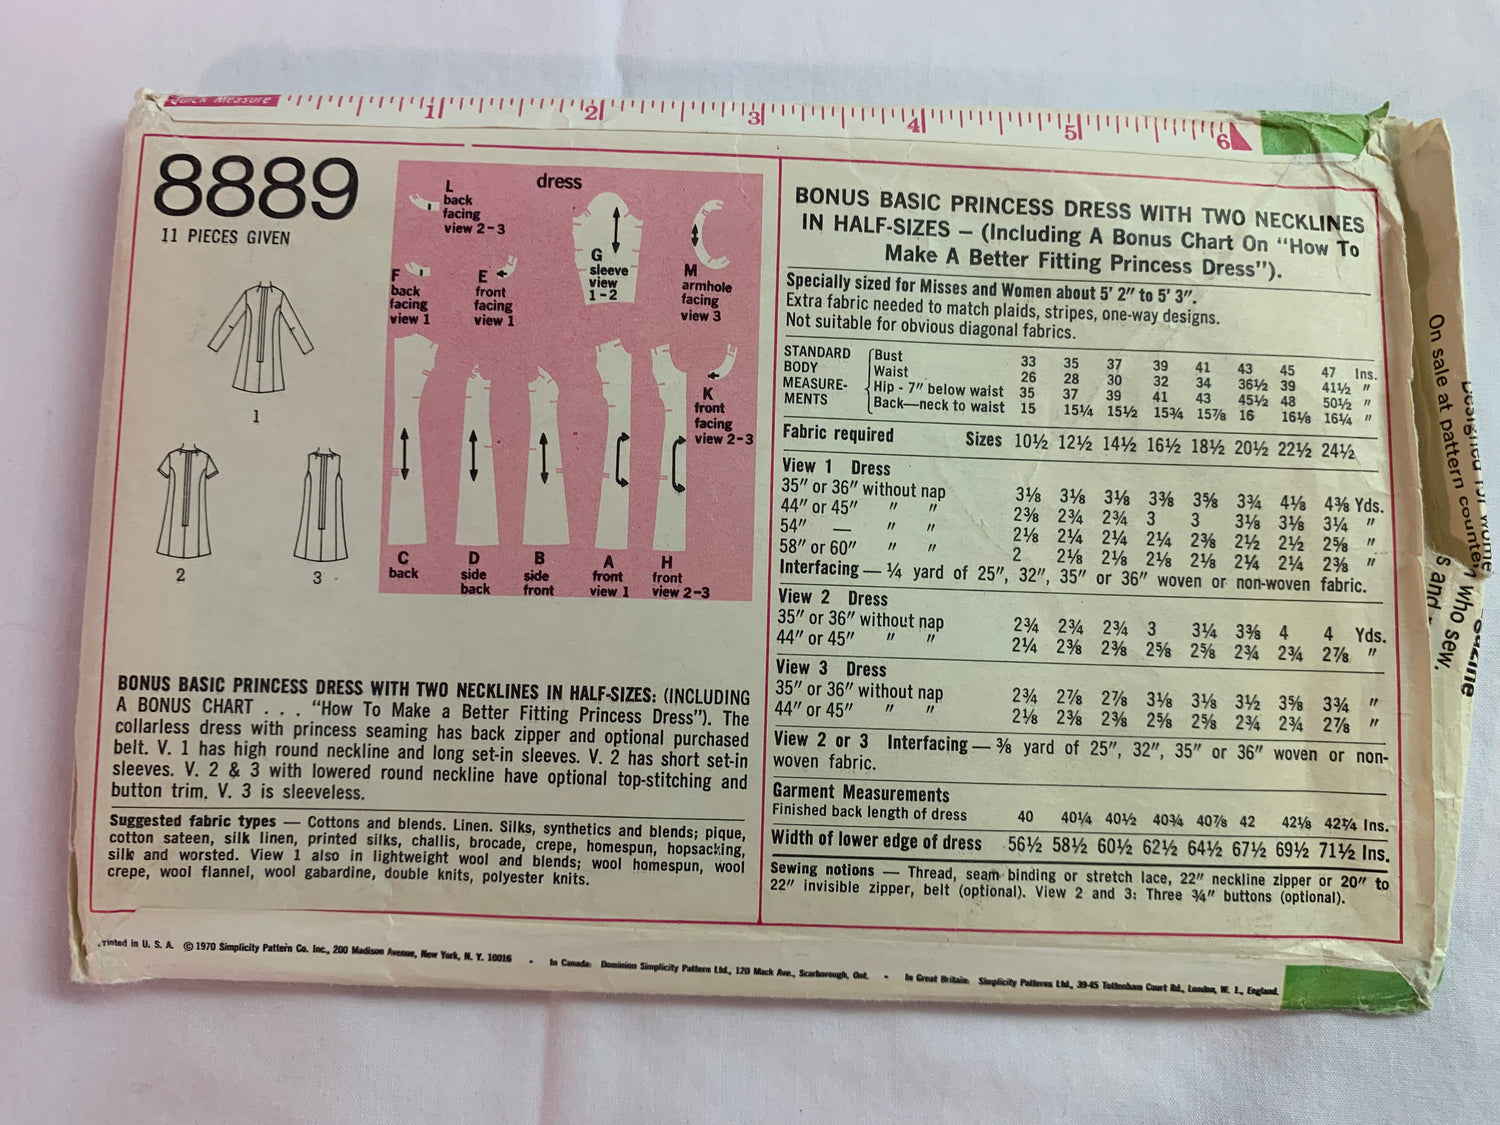 Quick Measure
1 2 3 4 5 6
8889
11 PIECES GIVEN
1
2
3
dress
L
back
facing
view 2-3
F
back
facing
view 1
E
front
facing
view 1
G
sleeve
view
1-2
M
armhole
facing
view 3
K
front
facing
view 2-3
C
back
D
side
back
B
side
front
A
front
view 1
H
front
view 2-3
BONUS BASIC PRINCESS DRESS WITH TWO NECKLINES IN HALF-SIZES: (INCLUDING
A BONUS CHART . . . "How To Make a Better Fitting Princess Dress"). The
collarless dress with princess seaming has back zipper and optional purchased
belt. V. 1 has high round neckline and long set-in sleeves. V. 2 has short set-in
sleeves. V. 2 & 3 with lowered round neckline have optional top-stitching and
button trim. V. 3 is sleeveless.
Suggested fabric types — Cottons and blends. Linen. Silks, synthetics and blends; pique,
cotton sateen, silk linen, printed silks, challis, brocade, crepe, homespun, hopsacking,
silk and worsted. View 1 also in lightweight wool and blends; wool homespun, wool
crepe, wool flannel, wool gabardine, double knits, polyester knits.
BONUS BASIC PRINCESS DRESS WITH TWO NECKLINES
IN HALF-SIZES — (Including A Bonus Chart On "How To
Make A Better Fitting Princess Dress").
Specially sized for Misses and Women about 5' 2" to 5' 3".
Extra fabric needed to match plaids, stripes, one-way designs.
Not suitable for obvious diagonal fabrics.
STANDARD BODY MEASURE-MENTS
Bust 33 35 37 39 41 43 45 47 Ins.
Waist 26 28 30 32 34 36½ 39 41½ "
Hip - 7" below waist 35 37 39 41 43 45½ 48 50½ "
Back—neck to waist 15 15¼ 15½ 15¾ 15⅞ 16 16⅛ 16¼ "
Fabric required Sizes 10½ 12½ 14½ 16½ 18½ 20½ 22½ 24½
View 1 Dress
35" or 36" without nap 3⅛ 3⅛ 3⅛ 3⅜ 3⅝ 3¾ 4⅛ 4⅜ Yds.
44" or 45" " " 2⅜ 2¾ 2¾ 3 3 3⅛ 3⅛ 3¼ "
54" — " " 2⅛ 2¼ 2¼ 2¼ 2⅜ 2½ 2½ 2⅝ "
58" or 60" " " 2 2⅛ 2⅛ 2⅛ 2⅛ 2¼ 2¼ 2⅜ "
Interfacing — ¼ yard of 25", 32", 35" or 36" woven or non-woven fabric.
View 2 Dress
35" or 36" without nap 2¾ 2¾ 2¾ 3 3¼ 3⅜ 4 4 Yds.
44" or 45" " " 2¼ 2⅜ 2⅜ 2⅝ 2⅝ 2¾ 2¾ 2⅞ "
View 3 Dress
35" or 36" without nap 2¾ 2⅞ 2⅞ 3⅛ 3⅛ 3½ 3⅝ 3¾ "
44" or 45" " " 2⅛ 2⅜ 2⅜ 2⅝ 2⅝ 2¾ 2¾ 2⅞ "
View 2 or 3 Interfacing — ⅜ yard of 25", 32", 35" or 36" woven or non-
woven fabric.
Garment Measurements
Finished back length of dress 40 40¼ 40½ 40¾ 40⅞ 42 42⅛ 42¼ Ins.
Width of lower edge of dress 56½ 58½ 60½ 62½ 64½ 67½ 69½ 71½ Ins.
Sewing notions — Thread, seam binding or stretch lace, 22" neckline zipper or 20" to
22" invisible zipper, belt (optional). View 2 and 3: Three ¾" buttons (optional).
rinted in U. S. A. © 1970 Simplicity Pattern Co. Inc., 200 Madison Avenue, New York, N. Y. 10016 • In Canada: Dominion Simplicity Pattern Ltd., 120 Mack Ave., Scarborough, Ont. • In Great Britain: Simplicity Patterns Ltd., 39-45 Tottenham Court Rd., London, W. 1., England.
On sale at pattern counte
s and
who sew.